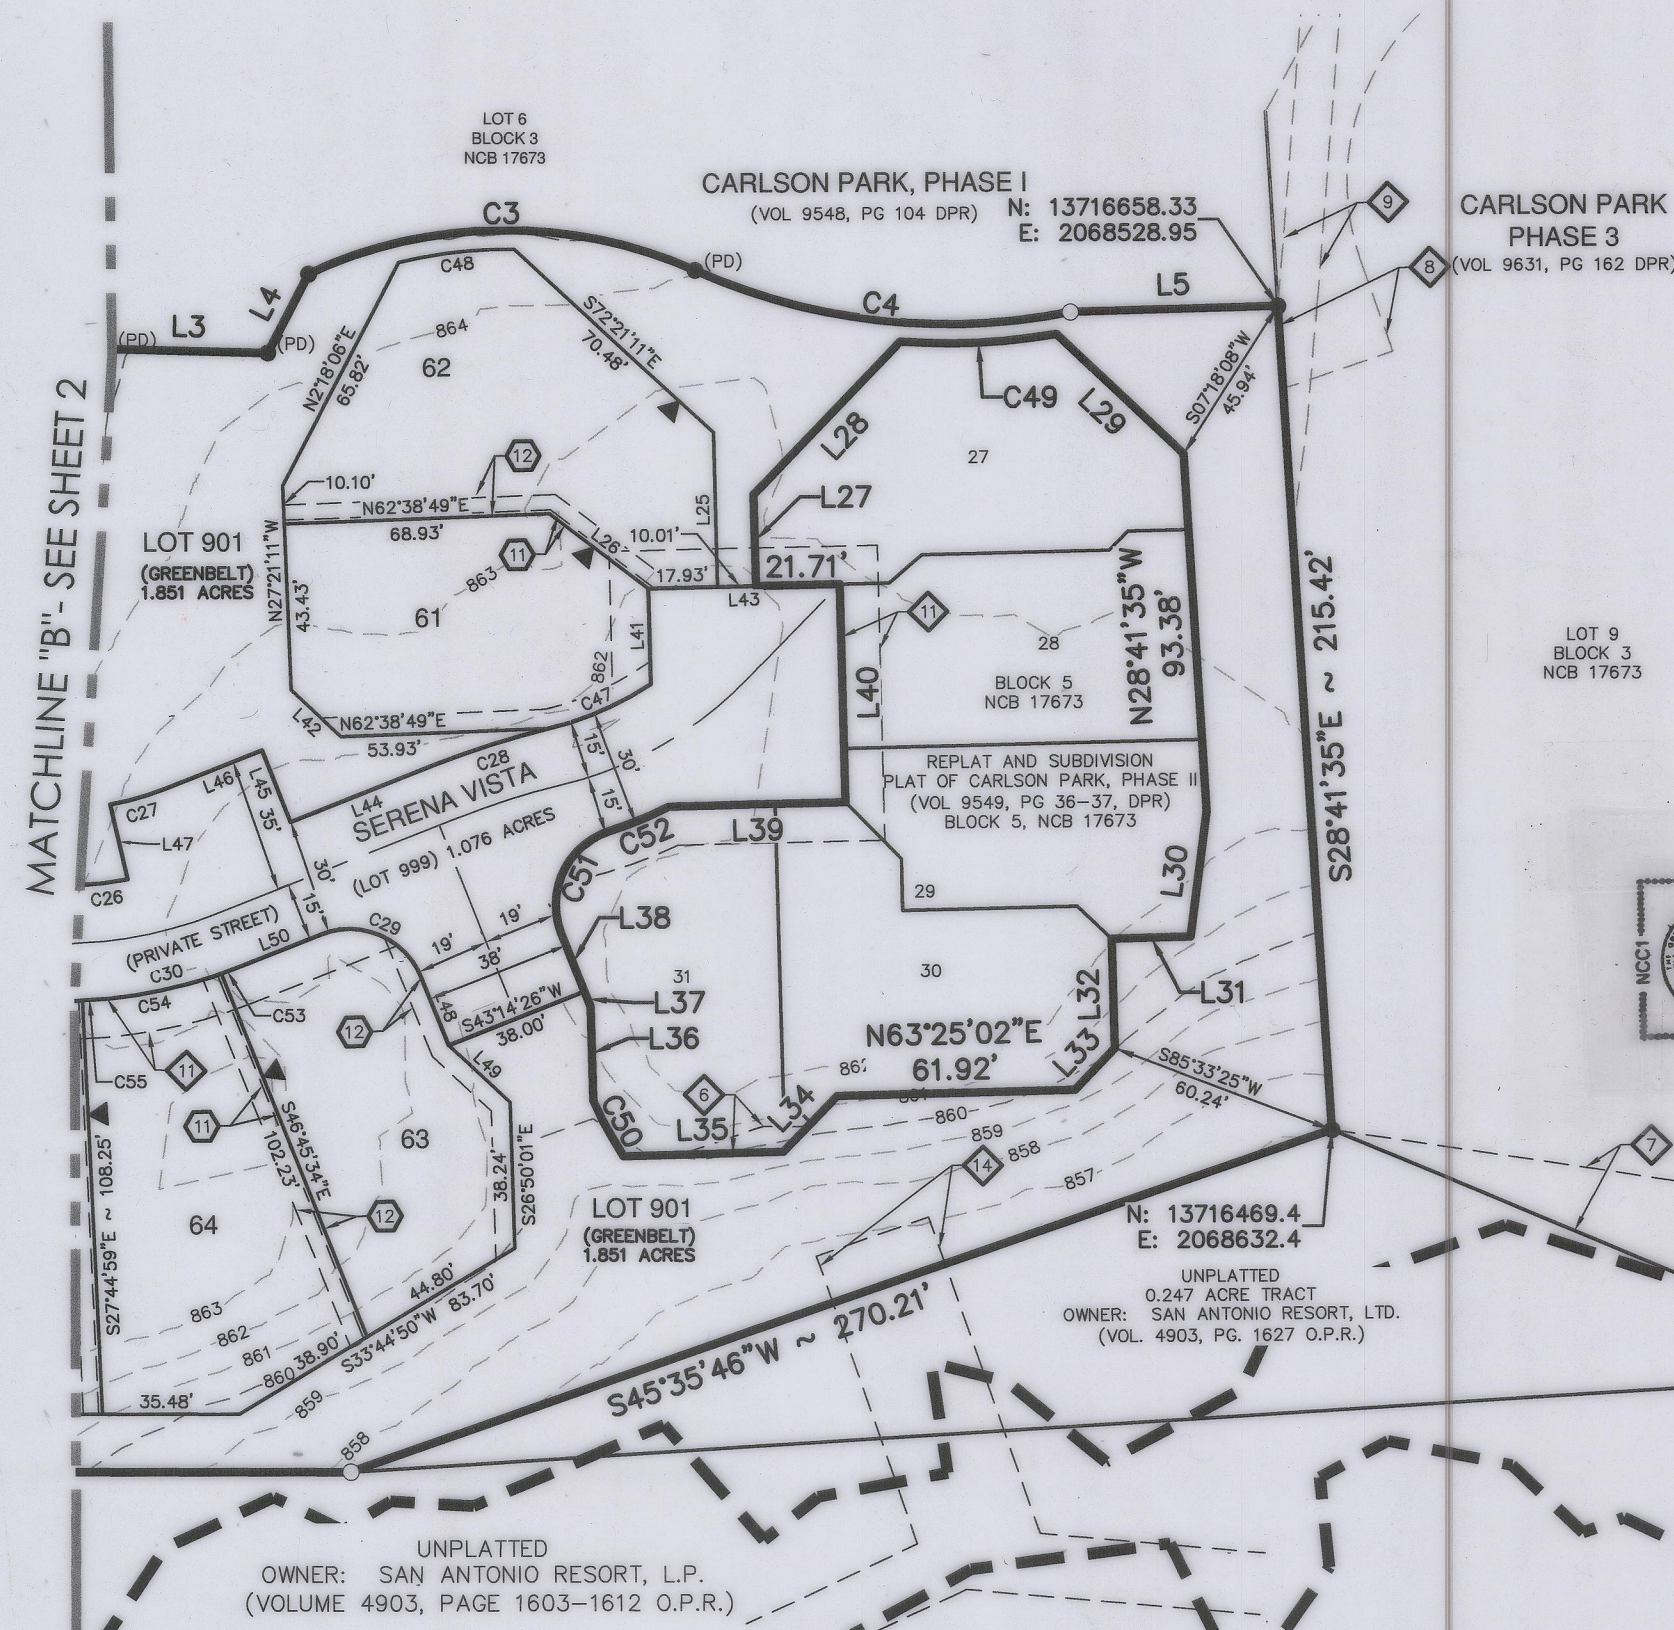 LOT 6
BLOCK 3
NCB 17673
CARLSON PARK, PHASE I
(VOL 9548, PG 104 DPR)
N: 13716658.33
E: 2068528.95
9
CARLSON PARK
PHASE 3
(VOL 9631, PG 162 DPR)
8
C3
(PD)
C48
L4
L3
(PD)
(PD)
C4
L5
864
62
N2°18'06"E
65.82'
S72°21'11"E
70.48'
C49
L28
L29
S07°18'08"W
45.94'
27
MATCHLINE "B"- SEE SHEET 2
12
10.10'
N62°38'49"E
68.93'
L25
L27
L26
10.01'
11
LOT 901
(GREENBELT)
1.851 ACRES
N27°21'11"W
43.43'
863
17.93'
21.71'
L43
61
L41
862
11
28
N28°41'35"W
93.38'
S28°41'35"E ~ 215.42'
LOT 9
BLOCK 3
NCB 17673
BLOCK 5
NCB 17673
L40
L42
N62°38'49"E
53.93'
C47
C28
15'
30'
15'
REPLAT AND SUBDIVISION
PLAT OF CARLSON PARK, PHASE II
(VOL 9549, PG 36-37, DPR)
BLOCK 5, NCB 17673
L46
L45
35'
C27
L47
L44
SERENA VISTA
(LOT 999) 1.076 ACRES
C52
L39
C51
C26
30'
15'
29
L30
(PRIVATE STREET)
L50
C29
C30
C54
19'
19'
38'
L38
31
30
L32
L31
NCC1
C53
12
L48
S43°14'26"W
38.00'
L37
L36
N63°25'02"E
61.92'
L33
S85°33'25"W
60.24'
11
C55
L49
6
C50
L35
L34
860
859
858
857
7
11
S46°45'34"E
102.23'
63
38.24'
S26°50'01"E
14
64
12
S27°44'59"E ~ 108.25'
LOT 901
(GREENBELT)
1.851 ACRES
N: 13716469.4
E: 2068632.4
44.80'
83.70'
S33°44'50"W
38.90'
863
862
861
860
859
858
35.48'
S45°35'46"W ~ 270.21'
UNPLATTED
0.247 ACRE TRACT
OWNER: SAN ANTONIO RESORT, LTD.
(VOL. 4903, PG. 1627 O.P.R.)
UNPLATTED
OWNER: SAN ANTONIO RESORT, L.P.
(VOLUME 4903, PAGE 1603-1612 O.P.R.)